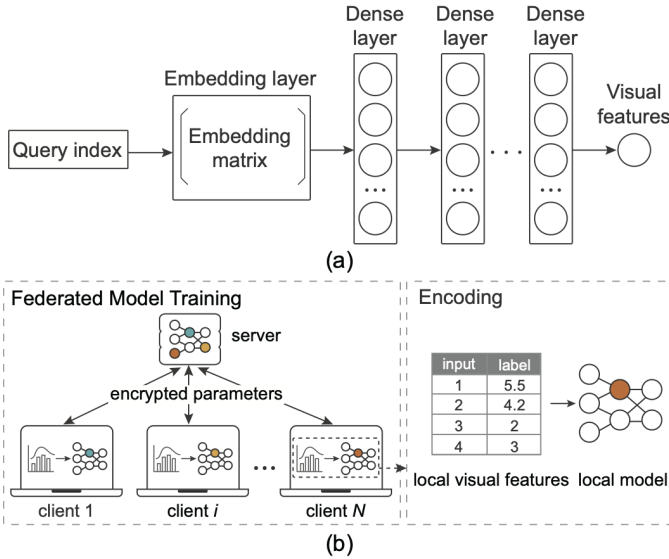 Dense layer
Dense layer
Dense layer
Embedding layer
Visual features
Query index
Embedding matrix
...
...
...
...
(a)
Federated Model Training
Encoding
server
encrypted parameters
input label
1 5.5
2 4.2
3 2
4 3
...
client 1
client i
client N
local visual features
local model
(b)